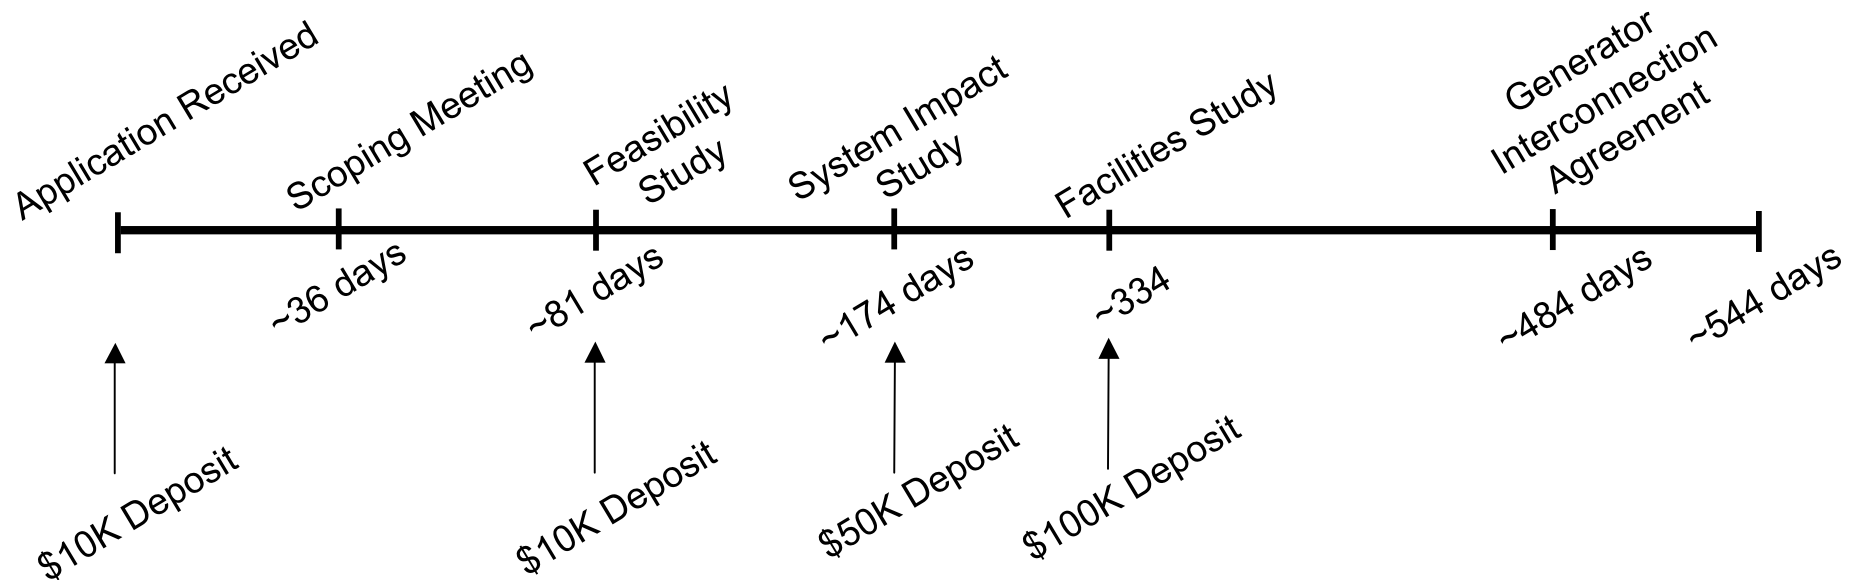 Application Received
Scoping Meeting
Feasibility
Study
System Impact
Study
Facilities Study
Generator
Interconnection
Agreement
~36 days
~81 days
~174 days
~334
~484 days
~544 days
$10K Deposit
$10K Deposit
$50K Deposit
$100K Deposit